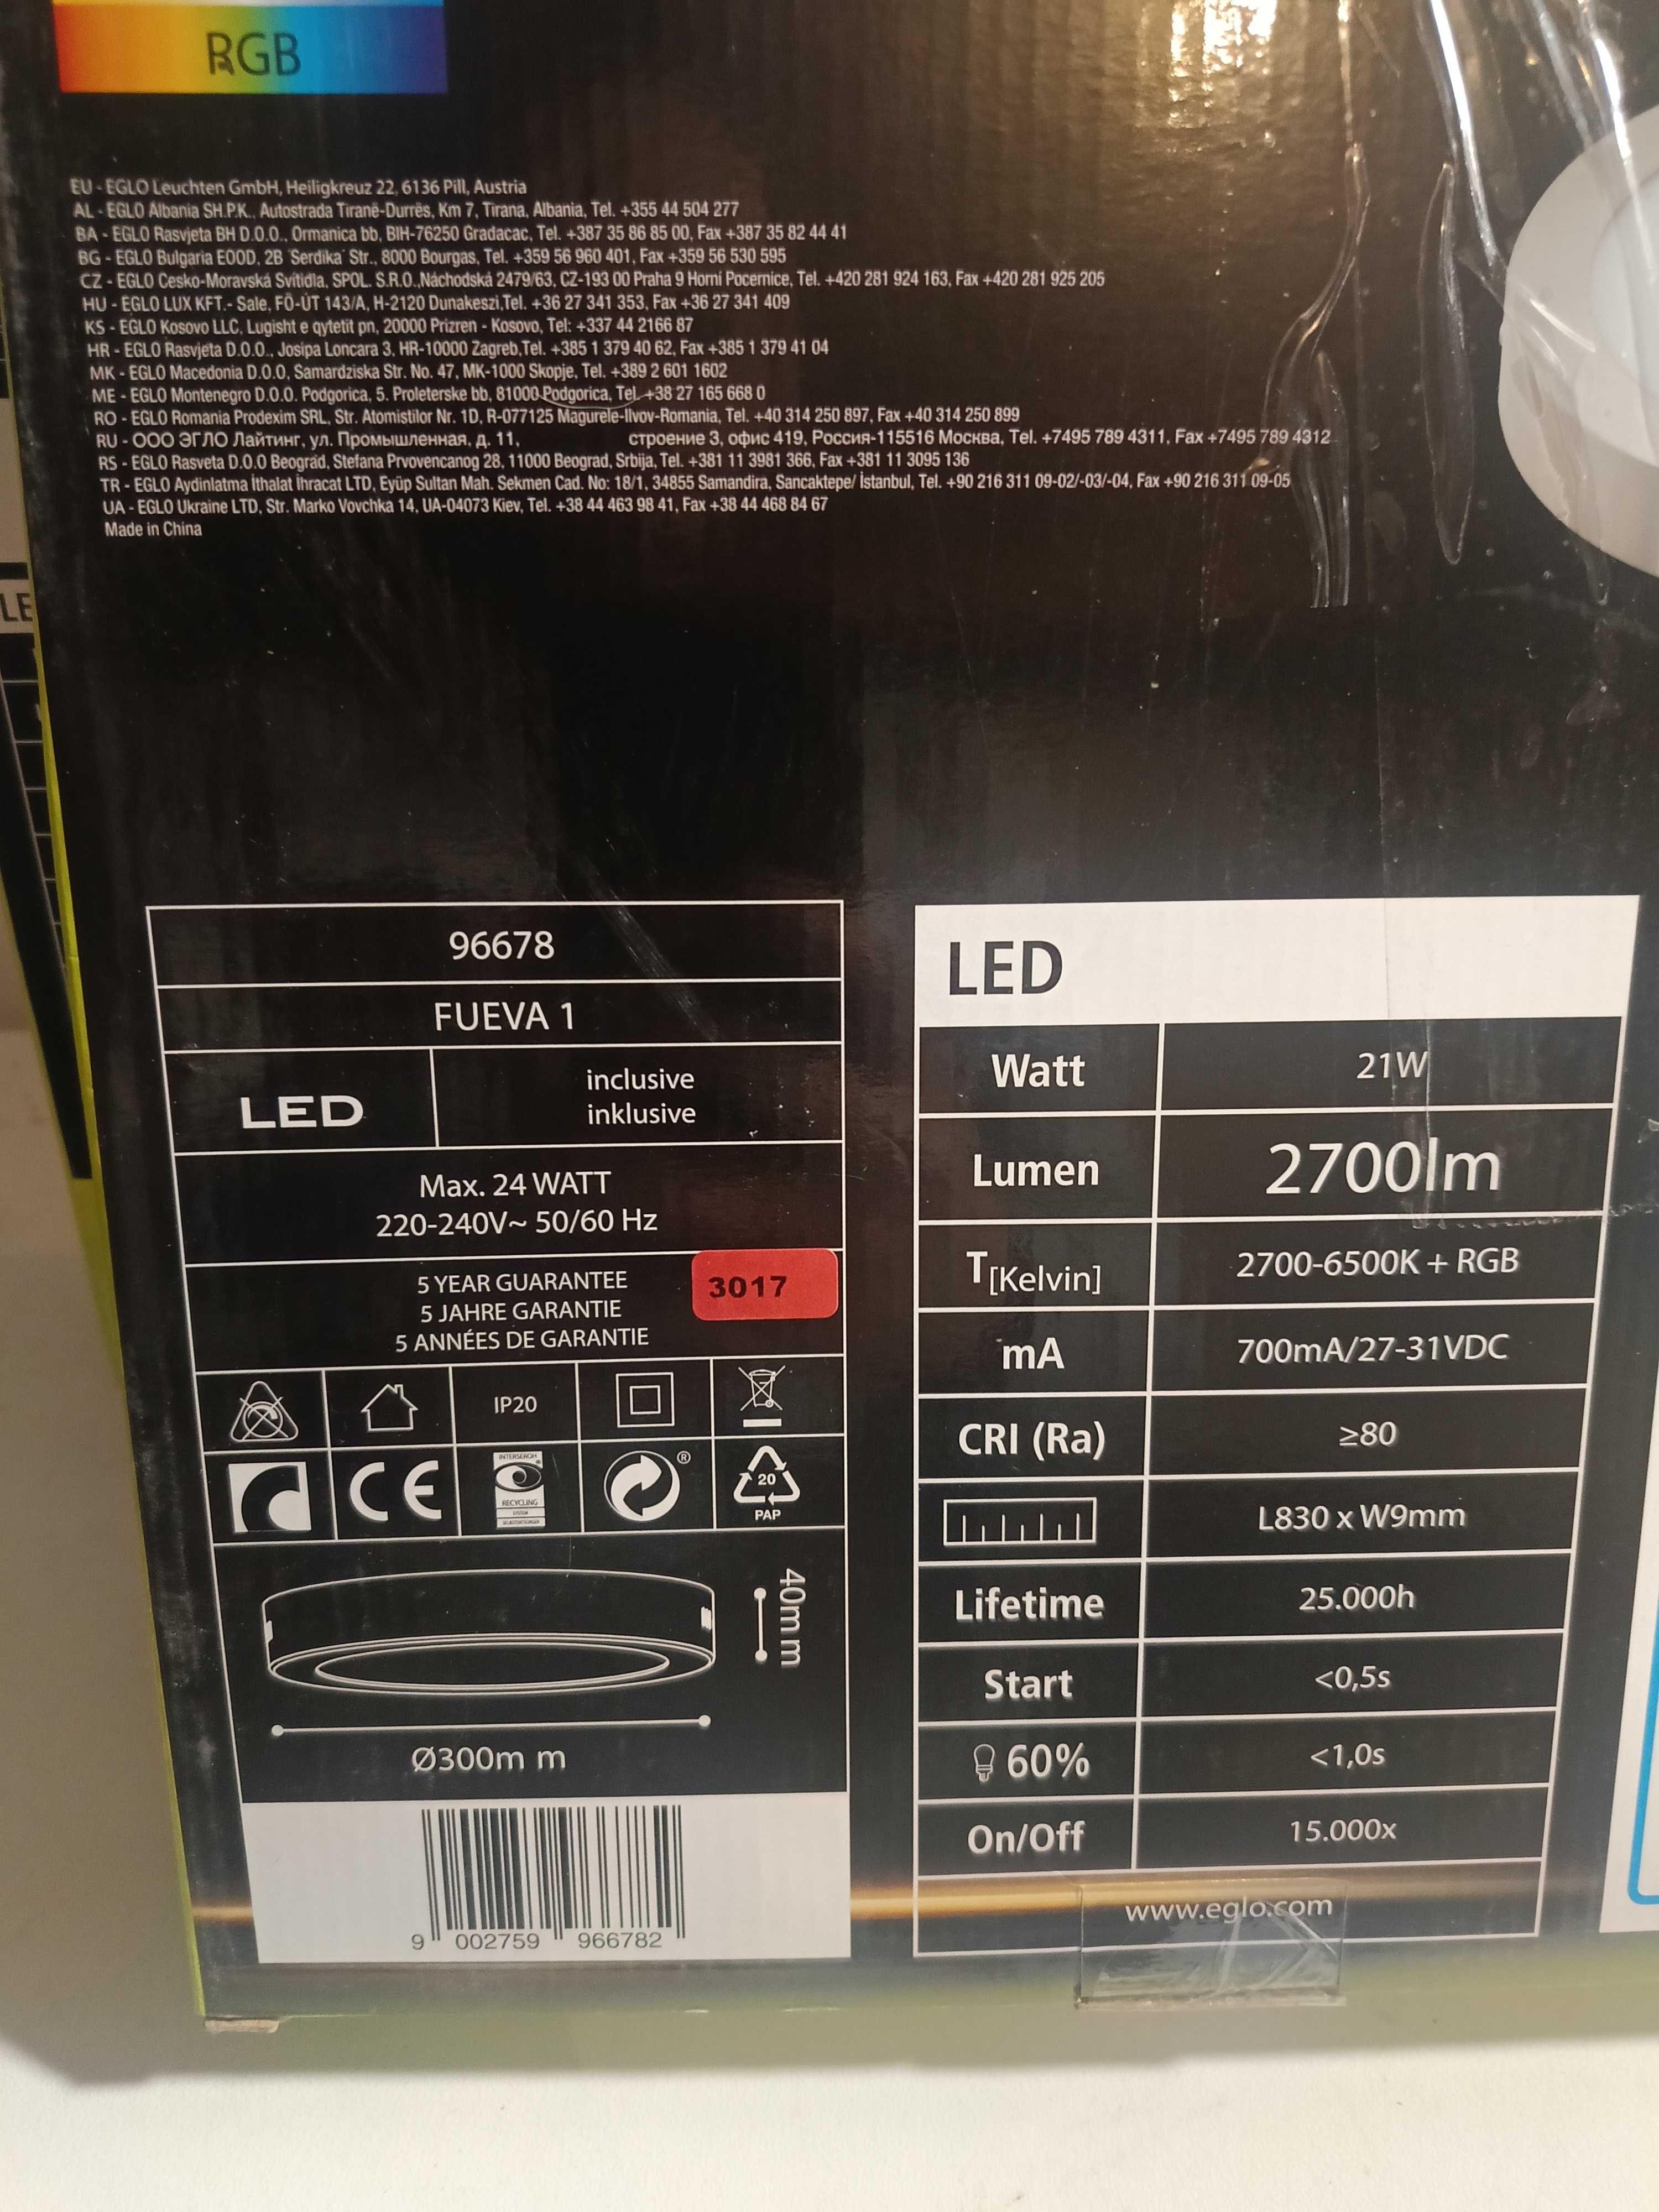 RGB
EU - EGLO Leuchten GmbH, Heiligkreuz 22, 6136 Pill, Austria
AL - EGLO Albania SH.P.K., Autostrada Tiranë-Durrës, Km 7, Tirana, Albania, Tel. +355 44 504 277
BA - EGLO Rasvjeta BH D.O.O., Ormanica bb, BIH-76250 Gradacac, Tel. +387 35 86 85 00, Fax +387 35 82 44 41
BG - EGLO Bulgaria EOOD, 2B ¨Serdika¨ Str., 8000 Bourgas, Tel. +359 56 960 401, Fax +359 56 530 595
CZ - EGLO Cesko-Moravská Svítidla, SPOL. S.R.O.,Náchodská 2479/63, CZ-193 00 Praha 9 Horní Pocernice, Tel. +420 281 924 163, Fax +420 281 925 205
HU - EGLO LUX KFT.- Sale, FÖ-ÚT 143/A, H-2120 Dunakeszi,Tel. +36 27 341 353, Fax +36 27 341 409
KS - EGLO Kosovo LLC, Lugisht e qytetit pn, 20000 Prizren - Kosovo, Tel: +337 44 2166 87
HR - EGLO Rasvjeta D.O.O., Josipa Loncara 3, HR-10000 Zagreb,Tel. +385 1 379 40 62, Fax +385 1 379 41 04
MK - EGLO Macedonia D.O.O, Samardziska Str. No. 47, MK-1000 Skopje, Tel. +389 2 601 1602
ME - EGLO Montenegro D.O.O. Podgorica, 5. Proleterske bb, 81000 Podgorica, Tel. +38 27 165 668 0
RO - EGLO Romania Prodexim SRL, Str. Atomistilor Nr. 1D, R-077125 Magurele-Ilvov-Romania, Tel. +40 314 250 897, Fax +40 314 250 899
RU - ООО ЭГЛО Лайтинг, ул. Промышленная, д. 11, строение 3, офис 419, Россия-115516 Москва, Tel. +7495 789 4311, Fax +7495 789 4312
RS - EGLO Rasveta D.O.O Beograd, Stefana Prvovencanog 28, 11000 Beograd, Srbija, Tel. +381 11 3981 366, Fax +381 11 3095 136
TR - EGLO Aydinlatma İthalat İhracat LTD, Eyüp Sultan Mah. Sekmen Cad. No: 18/1, 34855 Samandira, Sancaktepe/ İstanbul, Tel. +90 216 311 09-02/-03/-04, Fax +90 216 311 09-05
UA - EGLO Ukraine LTD, Str. Marko Vovchka 14, UA-04073 Kiev, Tel. +38 44 463 98 41, Fax +38 44 468 84 67
Made in China
LE
96678
FUEVA 1
LED
inclusive
inklusive
Max. 24 WATT
220-240V~ 50/60 Hz
5 YEAR GUARANTEE
5 JAHRE GARANTIE
5 ANNÉES DE GARANTIE
3017
IP20
CE
INTERSEROH
RECYCLING
®
20
PAP
40mm
Ø300m m
9 002759 966782
LED
Watt 21W
Lumen 2700lm
T[Kelvin] 2700-6500K + RGB
mA 700mA/27-31VDC
CRI (Ra) ≥80
L830 x W9mm
Lifetime 25.000h
Start <0,5s
60% <1,0s
On/Off 15.000x
www.eglo.com